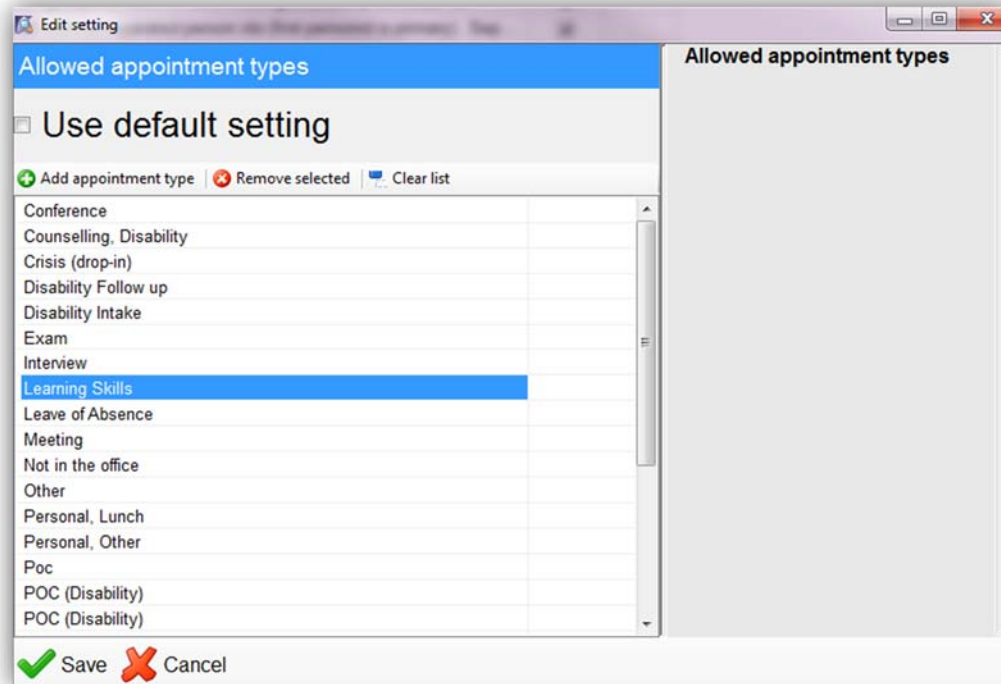 Edit setting
Allowed appointment types
Allowed appointment types
Use default setting
Add appointment type Remove selected Clear list
Conference
Counselling, Disability
Crisis (drop-in)
Disability Follow up
Disability Intake
Exam
Interview
Learning Skills
Leave of Absence
Meeting
Not in the office
Other
Personal, Lunch
Personal, Other
Poc
POC (Disability)
POC (Disability)
Save Cancel